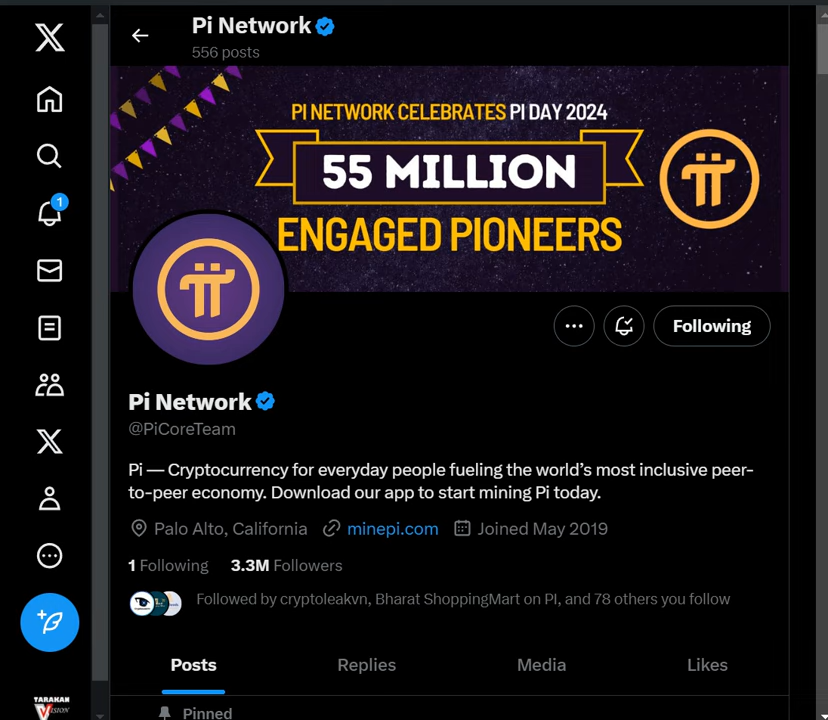 Pi Network
556 posts
PI NETWORK CELEBRATES PI DAY 2024
55 MILLION
ENGAGED PIONEERS
1
Following
Pi Network
@PiCoreTeam
Pi — Cryptocurrency for everyday people fueling the world’s most inclusive peer-
to-peer economy. Download our app to start mining Pi today.
Palo Alto, California minepi.com Joined May 2019
1 Following 3.3M Followers
Followed by cryptoleakvn, Bharat ShoppingMart on PI, and 78 others you follow
Posts Replies Media Likes
TARAKAN
VISION
Pinned